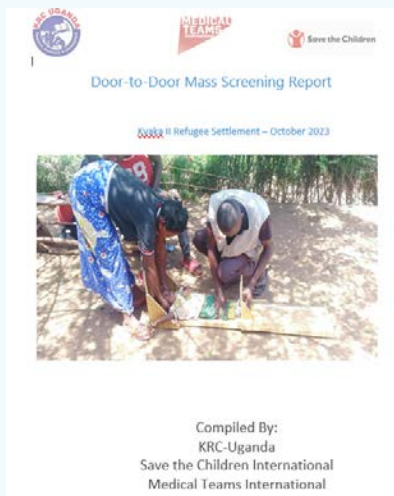 KRC UGANDA
MEDICAL
TEAMS
Save the Children
Door-to-Door Mass Screening Report
Kyaka II Refugee Settlement – October 2023
Compiled By:
KRC-Uganda
Save the Children International
Medical Teams International